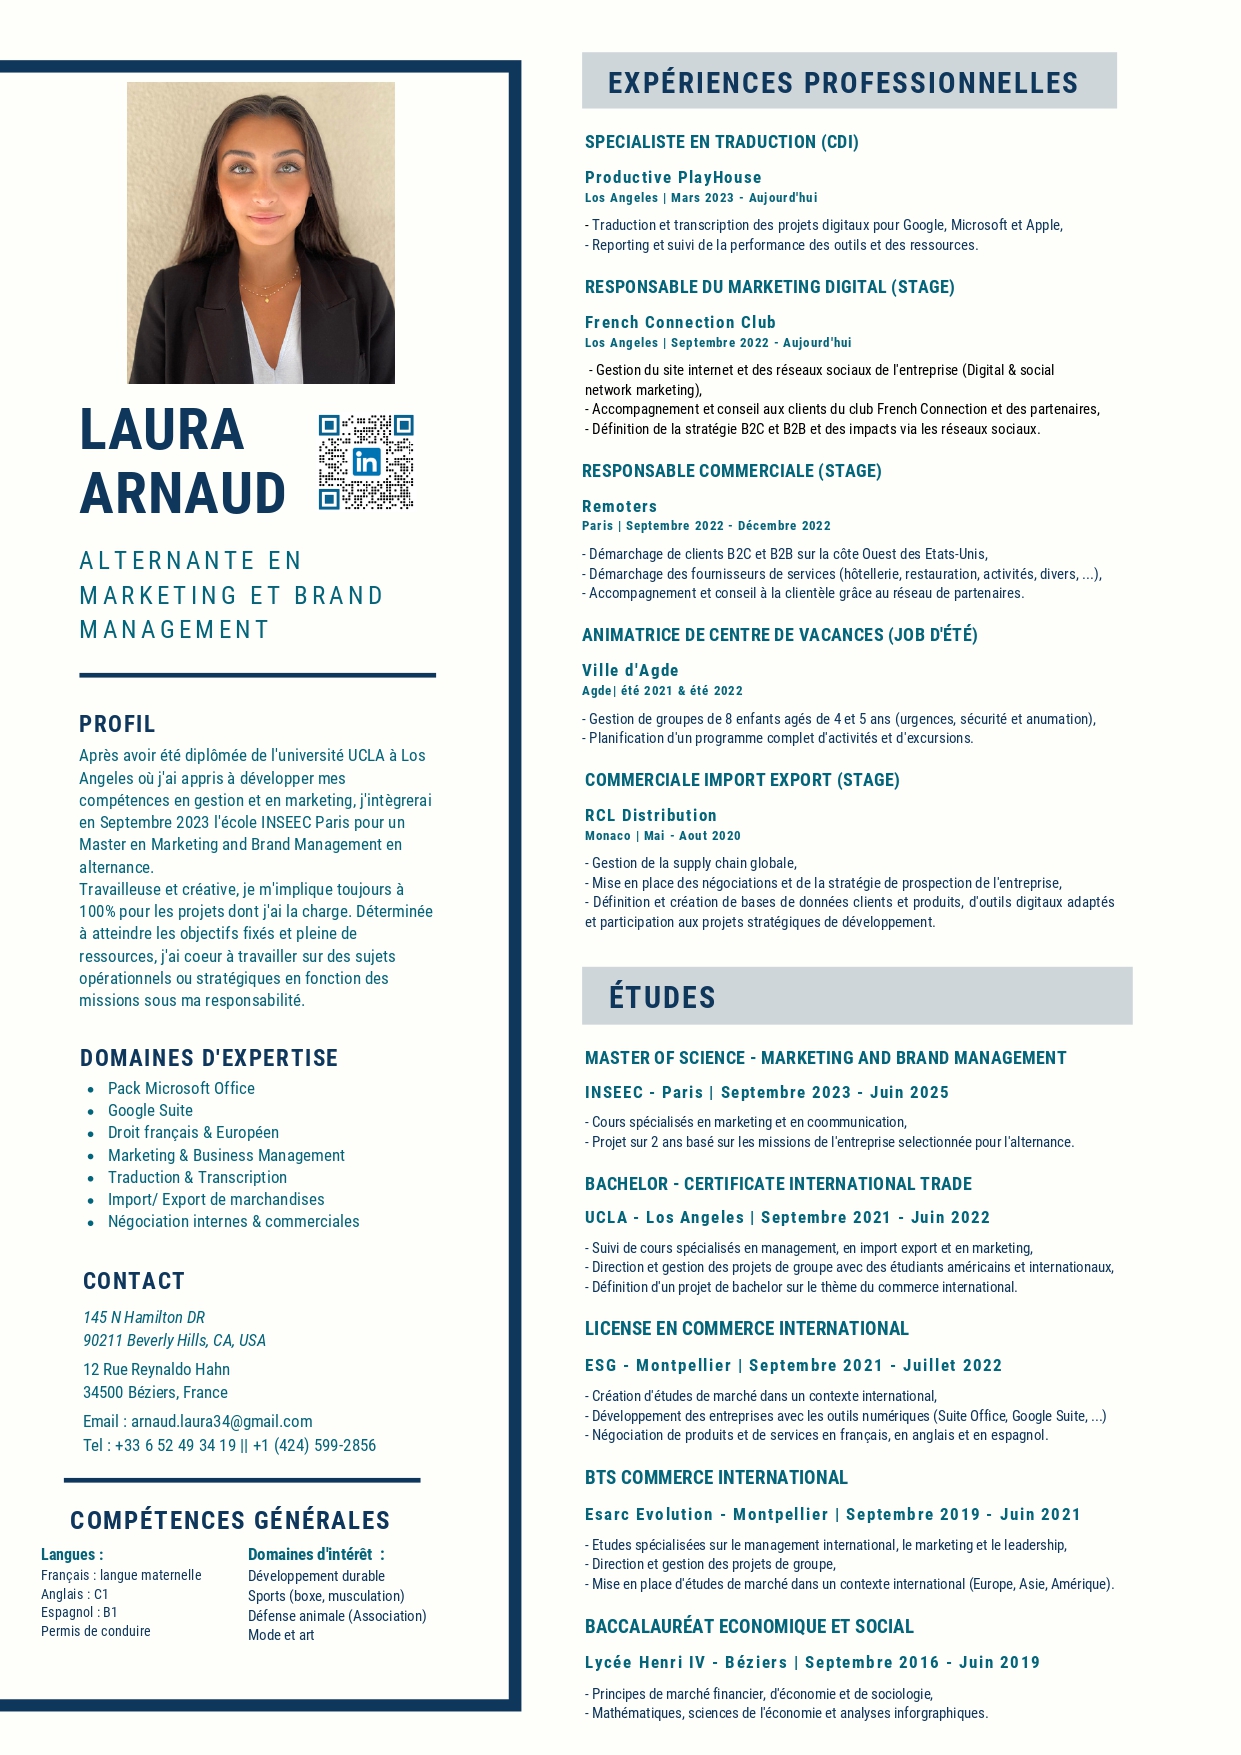 LAURA
ARNAUD
ALTERNANTE EN
MARKETING ET BRAND
MANAGEMENT
PROFIL
Après avoir été diplômée de l'université UCLA à Los
Angeles où j'ai appris à développer mes
compétences en gestion et en marketing, j'intègrerai
en Septembre 2023 l'école INSEEC Paris pour un
Master en Marketing and Brand Management en
alternance.
Travailleuse et créative, je m'implique toujours à
100% pour les projets dont j'ai la charge. Déterminée
à atteindre les objectifs fixés et pleine de
ressources, j'ai coeur à travailler sur des sujets
opérationnels ou stratégiques en fonction des
missions sous ma responsabilité.
DOMAINES D'EXPERTISE
• Pack Microsoft Office
• Google Suite
• Droit français & Européen
• Marketing & Business Management
• Traduction & Transcription
• Import/ Export de marchandises
• Négociation internes & commerciales
CONTACT
145 N Hamilton DR
90211 Beverly Hills, CA, USA
12 Rue Reynaldo Hahn
34500 Béziers, France
Email : arnaud.laura34@gmail.com
Tel : +33 6 52 49 34 19 || +1 (424) 599-2856
COMPÉTENCES GÉNÉRALES
Langues :
Français : langue maternelle
Anglais : C1
Espagnol : B1
Permis de conduire
Domaines d'intérêt :
Développement durable
Sports (boxe, musculation)
Défense animale (Association)
Mode et art
EXPÉRIENCES PROFESSIONNELLES
SPECIALISTE EN TRADUCTION (CDI)
Productive PlayHouse
Los Angeles | Mars 2023 - Aujourd'hui
- Traduction et transcription des projets digitaux pour Google, Microsoft et Apple,
- Reporting et suivi de la performance des outils et des ressources.
RESPONSABLE DU MARKETING DIGITAL (STAGE)
French Connection Club
Los Angeles | Septembre 2022 - Aujourd'hui
- Gestion du site internet et des réseaux sociaux de l'entreprise (Digital & social
network marketing),
- Accompagnement et conseil aux clients du club French Connection et des partenaires,
- Définition de la stratégie B2C et B2B et des impacts via les réseaux sociaux.
RESPONSABLE COMMERCIALE (STAGE)
Remoters
Paris | Septembre 2022 - Décembre 2022
- Démarchage de clients B2C et B2B sur la côte Ouest des Etats-Unis,
- Démarchage des fournisseurs de services (hôtellerie, restauration, activités, divers, ...),
- Accompagnement et conseil à la clientèle grâce au réseau de partenaires.
ANIMATRICE DE CENTRE DE VACANCES (JOB D'ÉTÉ)
Ville d'Agde
Agde| été 2021 & été 2022
- Gestion de groupes de 8 enfants agés de 4 et 5 ans (urgences, sécurité et anumation),
- Planification d'un programme complet d'activités et d'excursions.
COMMERCIALE IMPORT EXPORT (STAGE)
RCL Distribution
Monaco | Mai - Aout 2020
- Gestion de la supply chain globale,
- Mise en place des négociations et de la stratégie de prospection de l'entreprise,
- Définition et création de bases de données clients et produits, d'outils digitaux adaptés
et participation aux projets stratégiques de développement.
ÉTUDES
MASTER OF SCIENCE - MARKETING AND BRAND MANAGEMENT
INSEEC - Paris | Septembre 2023 - Juin 2025
- Cours spécialisés en marketing et en coommunication,
- Projet sur 2 ans basé sur les missions de l'entreprise selectionnée pour l'alternance.
BACHELOR - CERTIFICATE INTERNATIONAL TRADE
UCLA - Los Angeles | Septembre 2021 - Juin 2022
- Suivi de cours spécialisés en management, en import export et en marketing,
- Direction et gestion des projets de groupe avec des étudiants américains et internationaux,
- Définition d'un projet de bachelor sur le thème du commerce international.
LICENSE EN COMMERCE INTERNATIONAL
ESG - Montpellier | Septembre 2021 - Juillet 2022
- Création d'études de marché dans un contexte international,
- Développement des entreprises avec les outils numériques (Suite Office, Google Suite, ...)
- Négociation de produits et de services en français, en anglais et en espagnol.
BTS COMMERCE INTERNATIONAL
Esarc Evolution - Montpellier | Septembre 2019 - Juin 2021
- Etudes spécialisées sur le management international, le marketing et le leadership,
- Direction et gestion des projets de groupe,
- Mise en place d'études de marché dans un contexte international (Europe, Asie, Amérique).
BACCALAURÉAT ECONOMIQUE ET SOCIAL
Lycée Henri IV - Béziers | Septembre 2016 - Juin 2019
- Principes de marché financier, d'économie et de sociologie,
- Mathématiques, sciences de l'économie et analyses inforgraphiques.